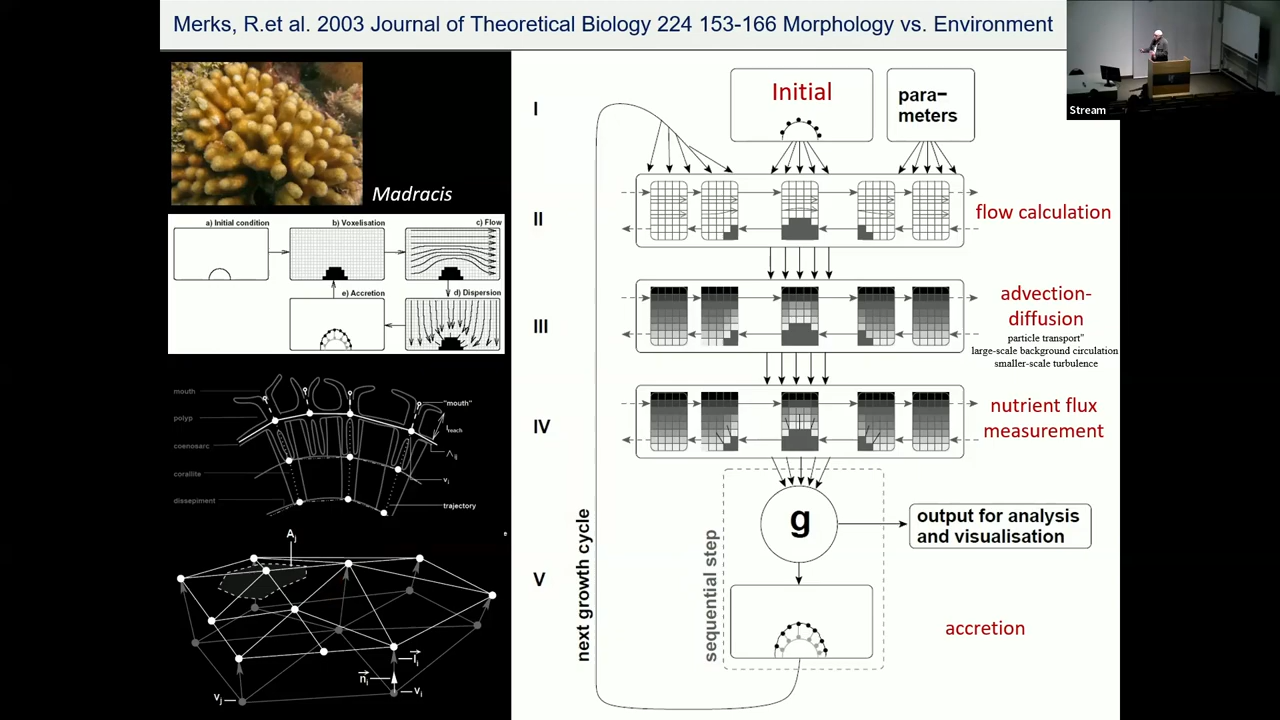 Merks, R.et al. 2003 Journal of Theoretical Biology 224 153-166 Morphology vs. Environment
Stream
Madracis
a) Initial condition
b) Voxelisation
c) Flow
e) Accretion
d) Dispersion
mouth
polyp
coenosarc
corallite
dissepiment
"mouth"
l reach
Λ ij
v i
trajectory
A j
l i
n i
v j
v i
I
Initial
para-
meters
II
flow calculation
III
advection-
diffusion
particle transport"
large-scale background circulation
smaller-scale turbulence
IV
nutrient flux
measurement
V
next growth cycle
sequential step
g
output for analysis
and visualisation
accretion